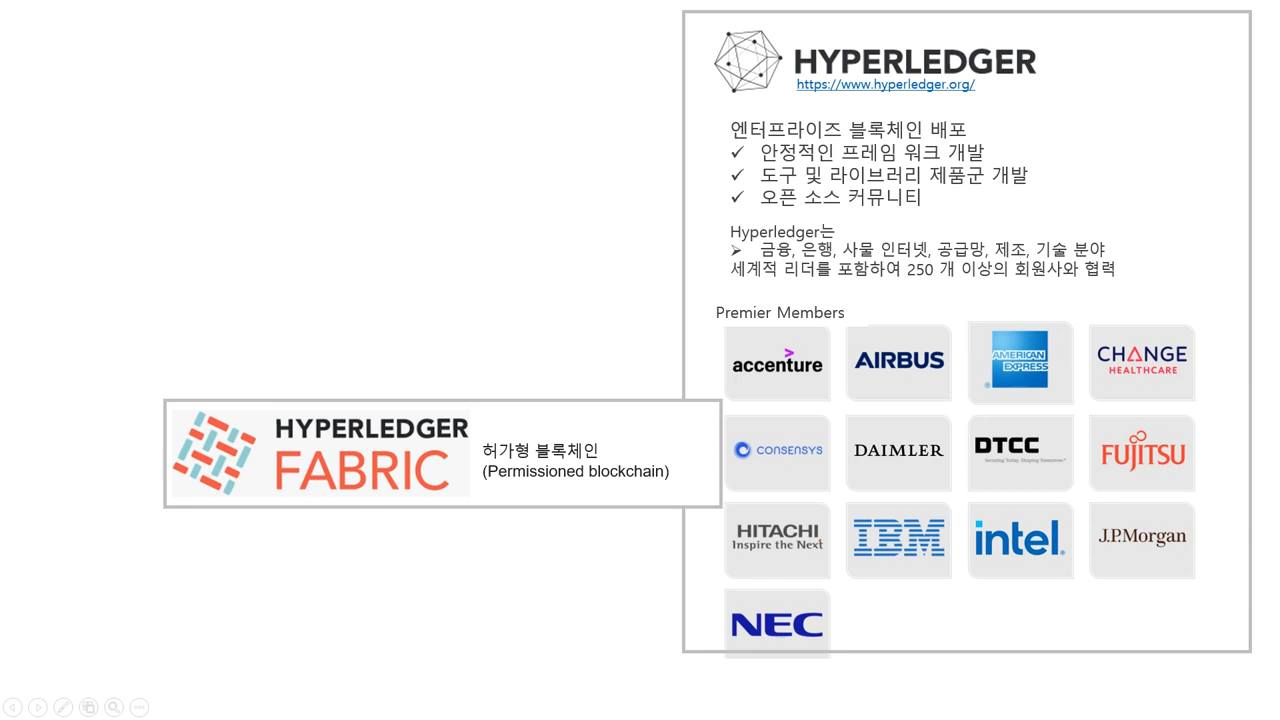 HYPERLEDGER
https://www.hyperledger.org/
엔터프라이즈 블록체인 배포
✓ 안정적인 프레임 워크 개발
✓ 도구 및 라이브러리 제품군 개발
✓ 오픈 소스 커뮤니티
Hyperledger는
➢ 금융, 은행, 사물 인터넷, 공급망, 제조, 기술 분야
세계적 리더를 포함하여 250 개 이상의 회원사와 협력
Premier Members
accenture
AIRBUS
AMERICAN
EXPRESS
CHANGE
HEALTHCARE
CONSENSYS
DAIMLER
DTCC
Securing Today. Shaping Tomorrow.
FUJITSU
HITACHI
Inspire the Next
IBM
intel.
J.P.Morgan
NEC
HYPERLEDGER
FABRIC
허가형 블록체인
(Permissioned blockchain)